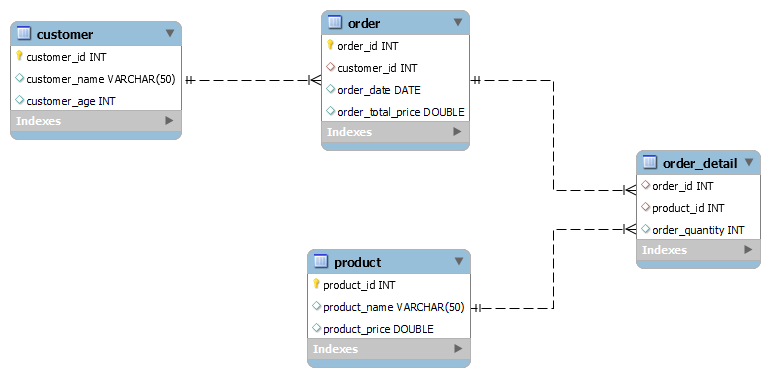 customer
customer_id INT
customer_name VARCHAR(50)
customer_age INT
Indexes
order
order_id INT
customer_id INT
order_date DATE
order_total_price DOUBLE
Indexes
order_detail
order_id INT
product_id INT
order_quantity INT
Indexes
product
product_id INT
product_name VARCHAR(50)
product_price DOUBLE
Indexes